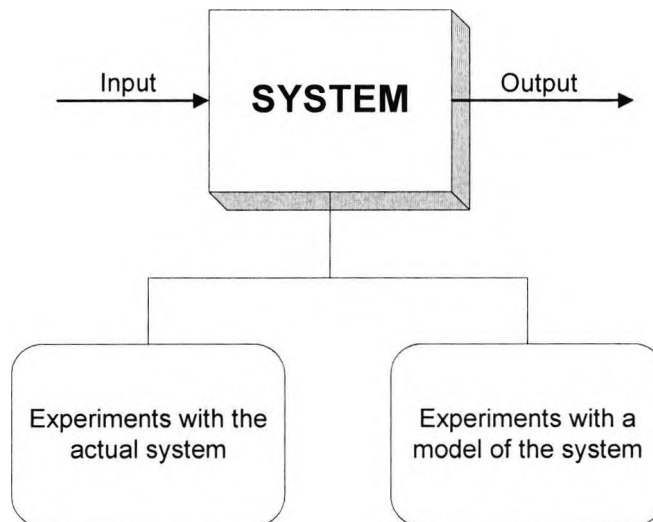 Input
SYSTEM
Output
Experiments with the
actual system
Experiments with a
model of the system